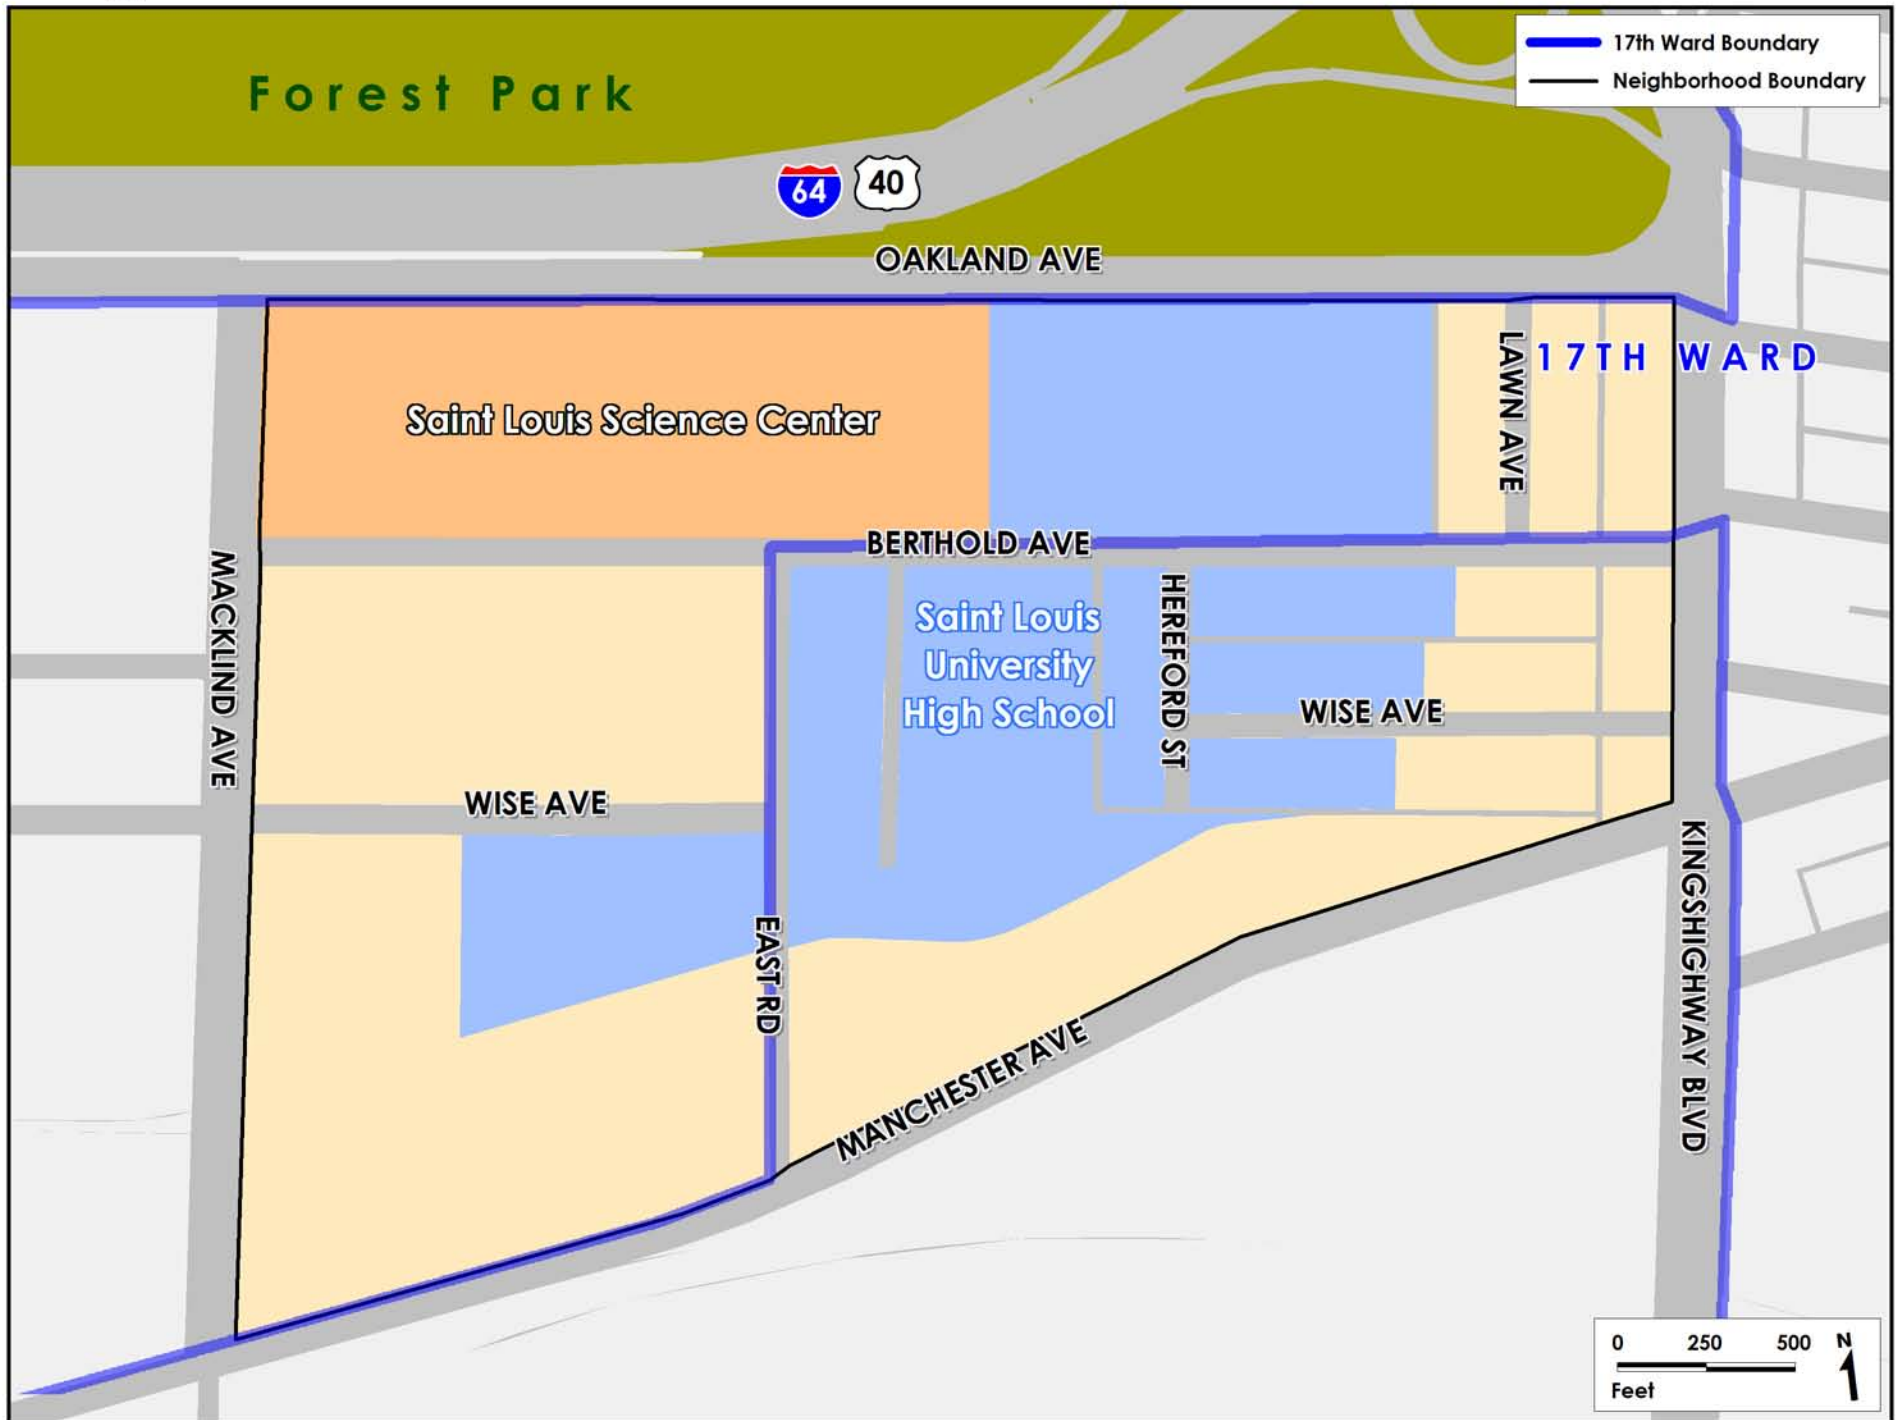 17th Ward Boundary
Neighborhood Boundary
Forest Park
64
40
OAKLAND AVE
17TH WARD
LAWN AVE
Saint Louis Science Center
BERTHOLD AVE
MACKLIND AVE
Saint Louis
University
High School
HEREFORD ST
WISE AVE
WISE AVE
KINGSHIGHWAY BLVD
EAST RD
MANCHESTER AVE
0 250 500
N
Feet